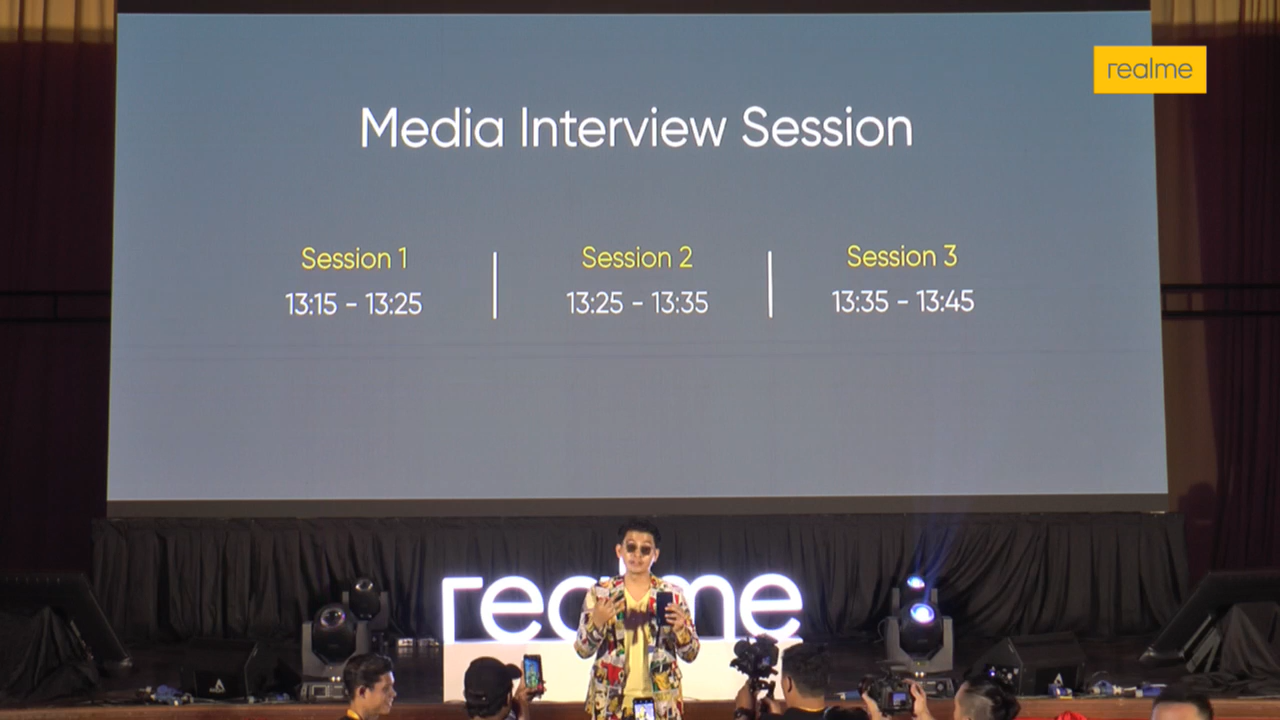 realme
Media Interview Session
Session 1
13:15 - 13:25
Session 2
13:25 - 13:35
Session 3
13:35 - 13:45
realme